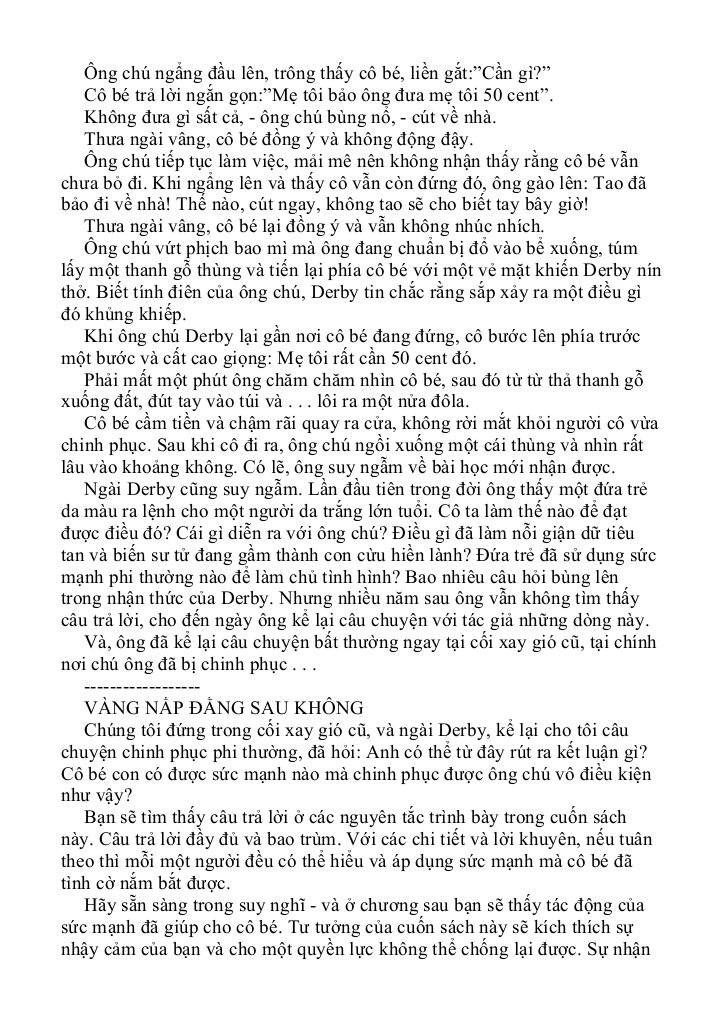 Ông chú ngẩng đầu lên, trông thấy cô bé, liền gắt:”Cần gì?”
Cô bé trả lời ngắn gọn:”Mẹ tôi bảo ông đưa mẹ tôi 50 cent”.
Không đưa gì sất cả, - ông chú bùng nổ, - cút về nhà.
Thưa ngài vâng, cô bé đồng ý và không động đậy.
Ông chú tiếp tục làm việc, mải mê nên không nhận thấy rằng cô bé vẫn
chưa bỏ đi. Khi ngẩng lên và thấy cô vẫn còn đứng đó, ông gào lên: Tao đã
bảo đi về nhà! Thế nào, cút ngay, không tao sẽ cho biết tay bây giờ!
Thưa ngài vâng, cô bé lại đồng ý và vẫn không nhúc nhích.
Ông chú vứt phịch bao mì mà ông đang chuẩn bị đổ vào bể xuống, túm
lấy một thanh gỗ thùng và tiến lại phía cô bé với một vẻ mặt khiến Derby nín
thở. Biết tính điên của ông chú, Derby tin chắc rằng sắp xảy ra một điều gì
đó khủng khiếp.
Khi ông chú Derby lại gần nơi cô bé đang đứng, cô bước lên phía trước
một bước và cất cao giọng: Mẹ tôi rất cần 50 cent đó.
Phải mất một phút ông chăm chăm nhìn cô bé, sau đó từ từ thả thanh gỗ
xuống đất, đút tay vào túi và . . . lôi ra một nửa đôla.
Cô bé cầm tiền và chậm rãi quay ra cửa, không rời mắt khỏi người cô vừa
chinh phục. Sau khi cô đi ra, ông chú ngồi xuống một cái thùng và nhìn rất
lâu vào khoảng không. Có lẽ, ông suy ngẫm về bài học mới nhận được.
Ngài Derby cũng suy ngẫm. Lần đầu tiên trong đời ông thấy một đứa trẻ
da màu ra lệnh cho một người da trắng lớn tuổi. Cô ta làm thế nào để đạt
được điều đó? Cái gì diễn ra với ông chú? Điều gì đã làm nỗi giận dữ tiêu
tan và biến sư tử đang gầm thành con cừu hiền lành? Đứa trẻ đã sử dụng sức
mạnh phi thường nào để làm chủ tình hình? Bao nhiêu câu hỏi bùng lên
trong nhận thức của Derby. Nhưng nhiều năm sau ông vẫn không tìm thấy
câu trả lời, cho đến ngày ông kể lại câu chuyện với tác giả những dòng này.
Và, ông đã kể lại câu chuyện bất thường ngay tại cối xay gió cũ, tại chính
nơi chú ông đã bị chinh phục . . .
------------------
VÀNG NẮP ĐẰNG SAU KHÔNG
Chúng tôi đứng trong cối xay gió cũ, và ngài Derby, kể lại cho tôi câu
chuyện chinh phục phi thường, đã hỏi: Anh có thể từ đây rút ra kết luận gì?
Cô bé con có được sức mạnh nào mà chinh phục được ông chú vô điều kiện
như vậy?
Bạn sẽ tìm thấy câu trả lời ở các nguyên tắc trình bày trong cuốn sách
này. Câu trả lời đầy đủ và bao trùm. Với các chi tiết và lời khuyên, nếu tuân
theo thì mỗi một người đều có thể hiểu và áp dụng sức mạnh mà cô bé đã
tình cờ nắm bắt được.
Hãy sẵn sàng trong suy nghĩ - và ở chương sau bạn sẽ thấy tác động của
sức mạnh đã giúp cho cô bé. Tư tưởng của cuốn sách này sẽ kích thích sự
nhậy cảm của bạn và cho một quyền lực không thể chống lại được. Sự nhận